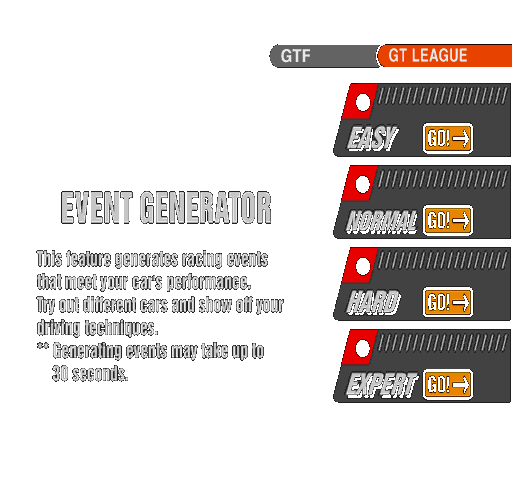 GTF
GT LEAGUE
EASY
GO!→
NORMAL
GO!→
HARD
GO!→
EXPERT
GO!→
EVENT GENERATOR
This feature generates racing events
that meet your car's performance.
Try out different cars and show off your
driving techniques.
** Generating events may take up to
30 seconds.